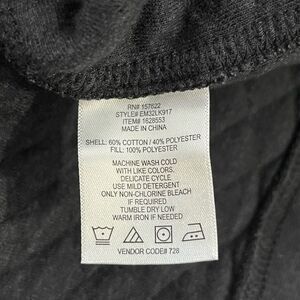 RN# 157622
STYLE# EM32LK917
ITEM# 1628553
MADE IN CHINA
SHELL: 60% COTTON / 40% POLYESTER
FILL: 100% POLYESTER
MACHINE WASH COLD
WITH LIKE COLORS,
DELICATE CYCLE
USE MILD DETERGENT
ONLY NON-CHLORINE BLEACH
IF REQUIRED
TUMBLE DRY LOW
WARM IRON IF NEEDED
VENDOR CODE# 728